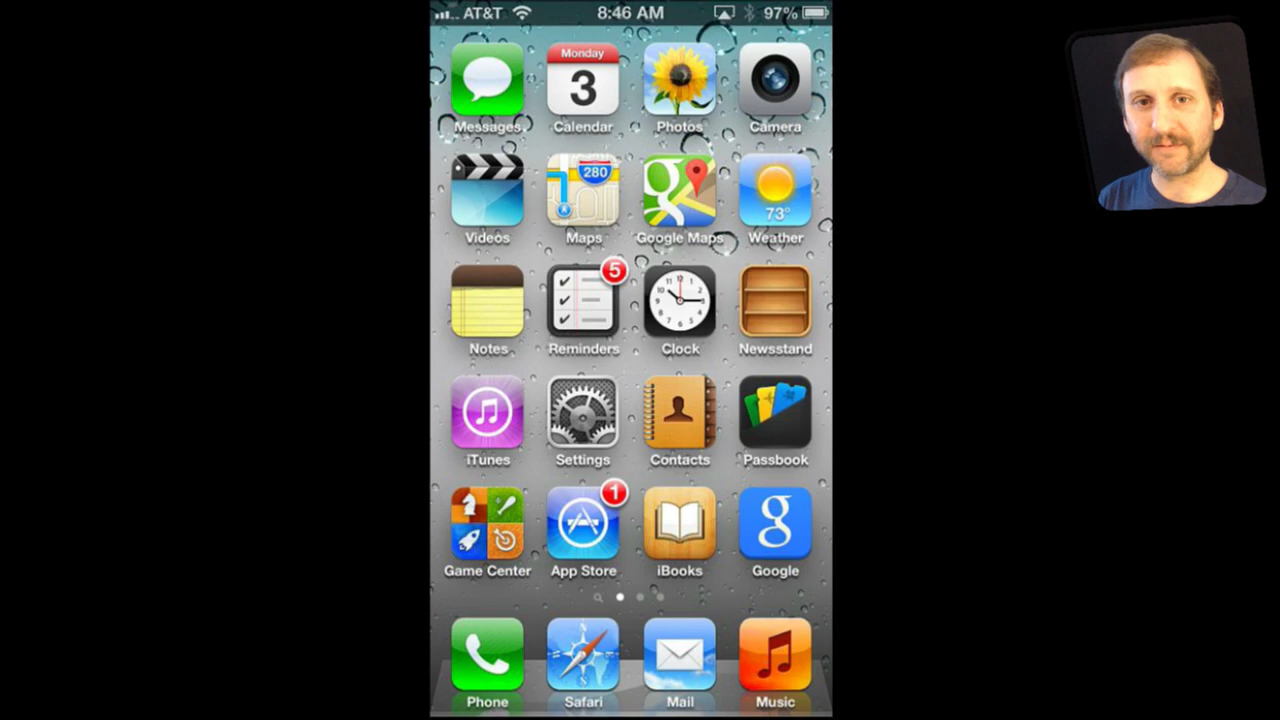 AT&T 8:46 AM 97%
Monday
3
Messages Calendar Photos Camera
280
g
73°
Videos Maps Google Maps Weather
5
Notes Reminders Clock Newsstand
iTunes Settings Contacts Passbook
1
g
Game Center App Store iBooks Google
Phone Safari Mail Music